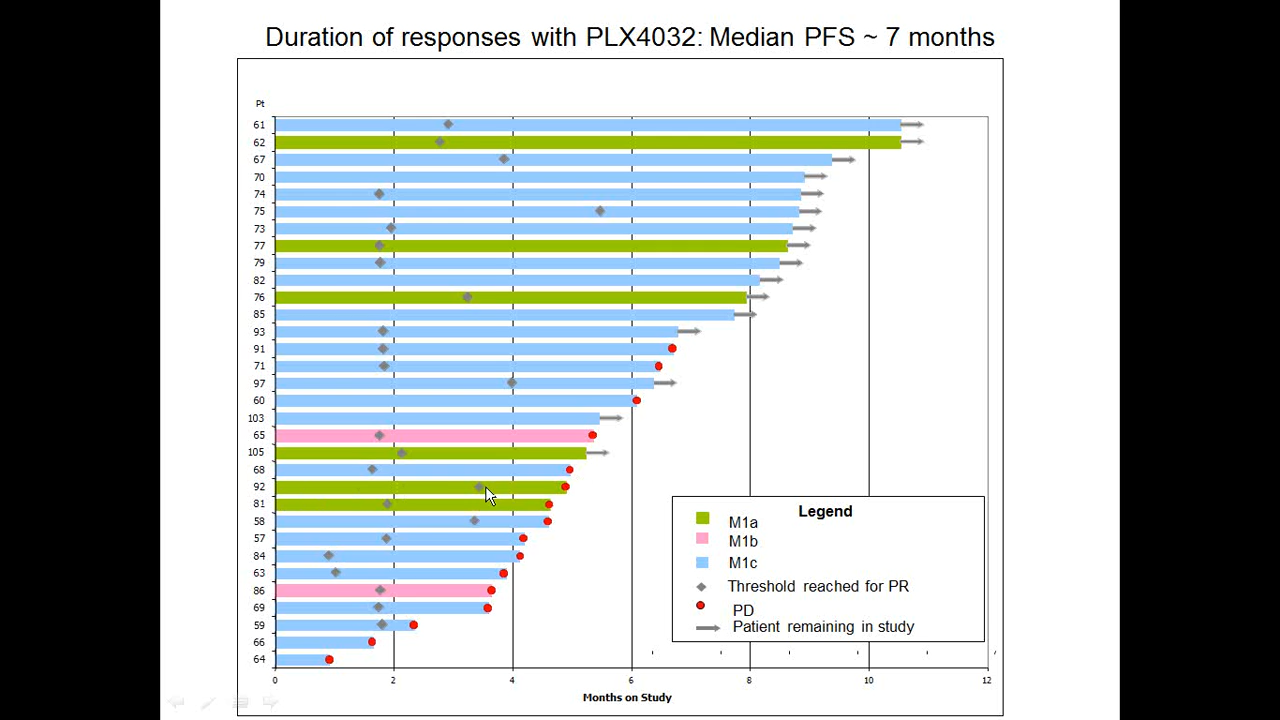 Duration of responses with PLX4032: Median PFS ~ 7 months
Pt
61
62
67
70
74
75
73
77
79
82
76
85
93
91
71
97
60
103
65
105
68
92
81
58
57
84
63
86
69
59
66
64
Legend
M1a
M1b
M1c
Threshold reached for PR
PD
Patient remaining in study
0 2 4 6 8 10 12
Months on Study